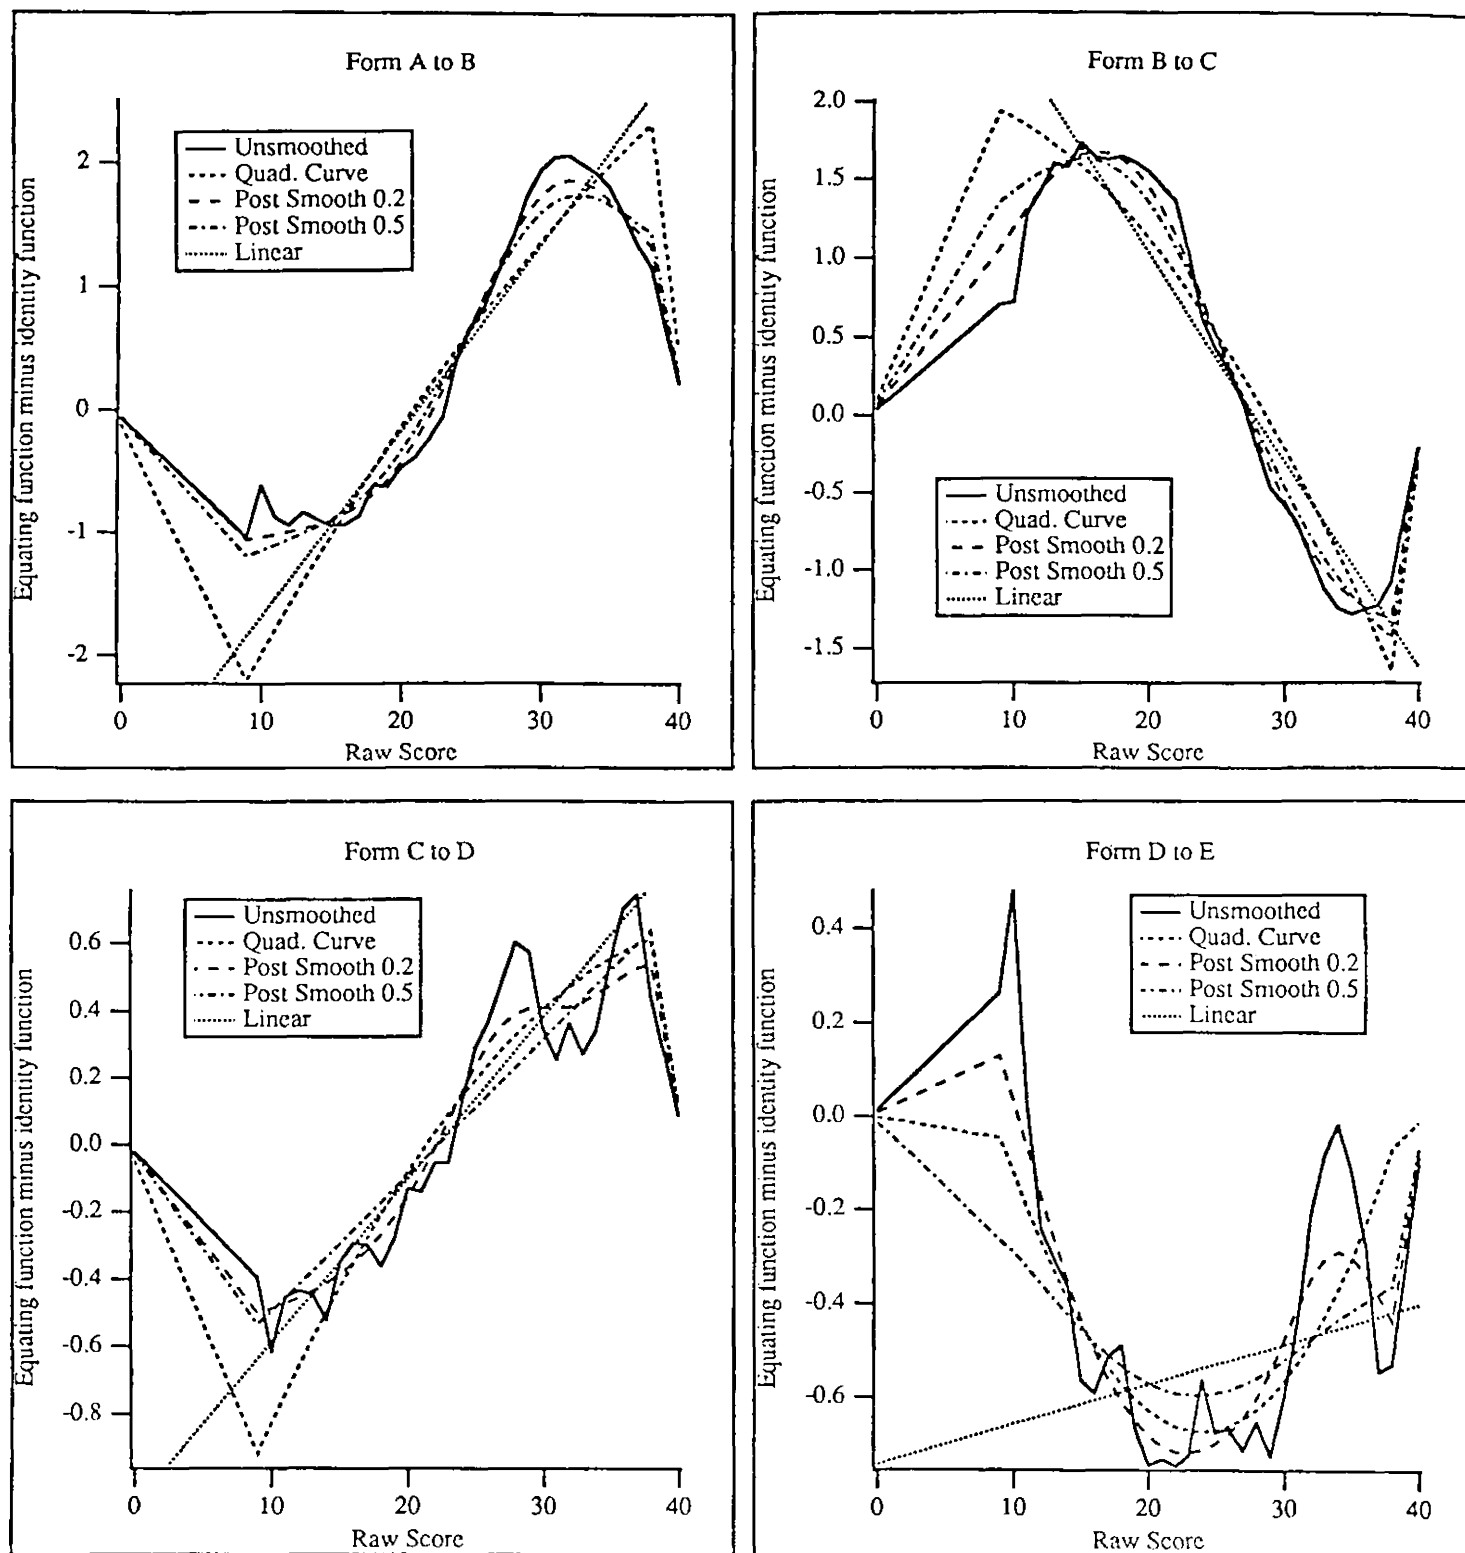 Form A to B
Equating function minus identity function
2
1
0
-1
-2
Unsmoothed
Quad. Curve
Post Smooth 0.2
Post Smooth 0.5
Linear
0 10 20 30 40
Raw Score
Form B to C
Equating function minus identity function
2.0
1.5
1.0
0.5
0.0
-0.5
-1.0
-1.5
Unsmoothed
Quad. Curve
Post Smooth 0.2
Post Smooth 0.5
Linear
0 10 20 30 40
Raw Score
Form C to D
Equating function minus identity function
0.6
0.4
0.2
0.0
-0.2
-0.4
-0.6
-0.8
Unsmoothed
Quad. Curve
Post Smooth 0.2
Post Smooth 0.5
Linear
0 10 20 30 40
Raw Score
Form D to E
Equating function minus identity function
0.4
0.2
0.0
-0.2
-0.4
-0.6
Unsmoothed
Quad. Curve
Post Smooth 0.2
Post Smooth 0.5
Linear
0 10 20 30 40
Raw Score